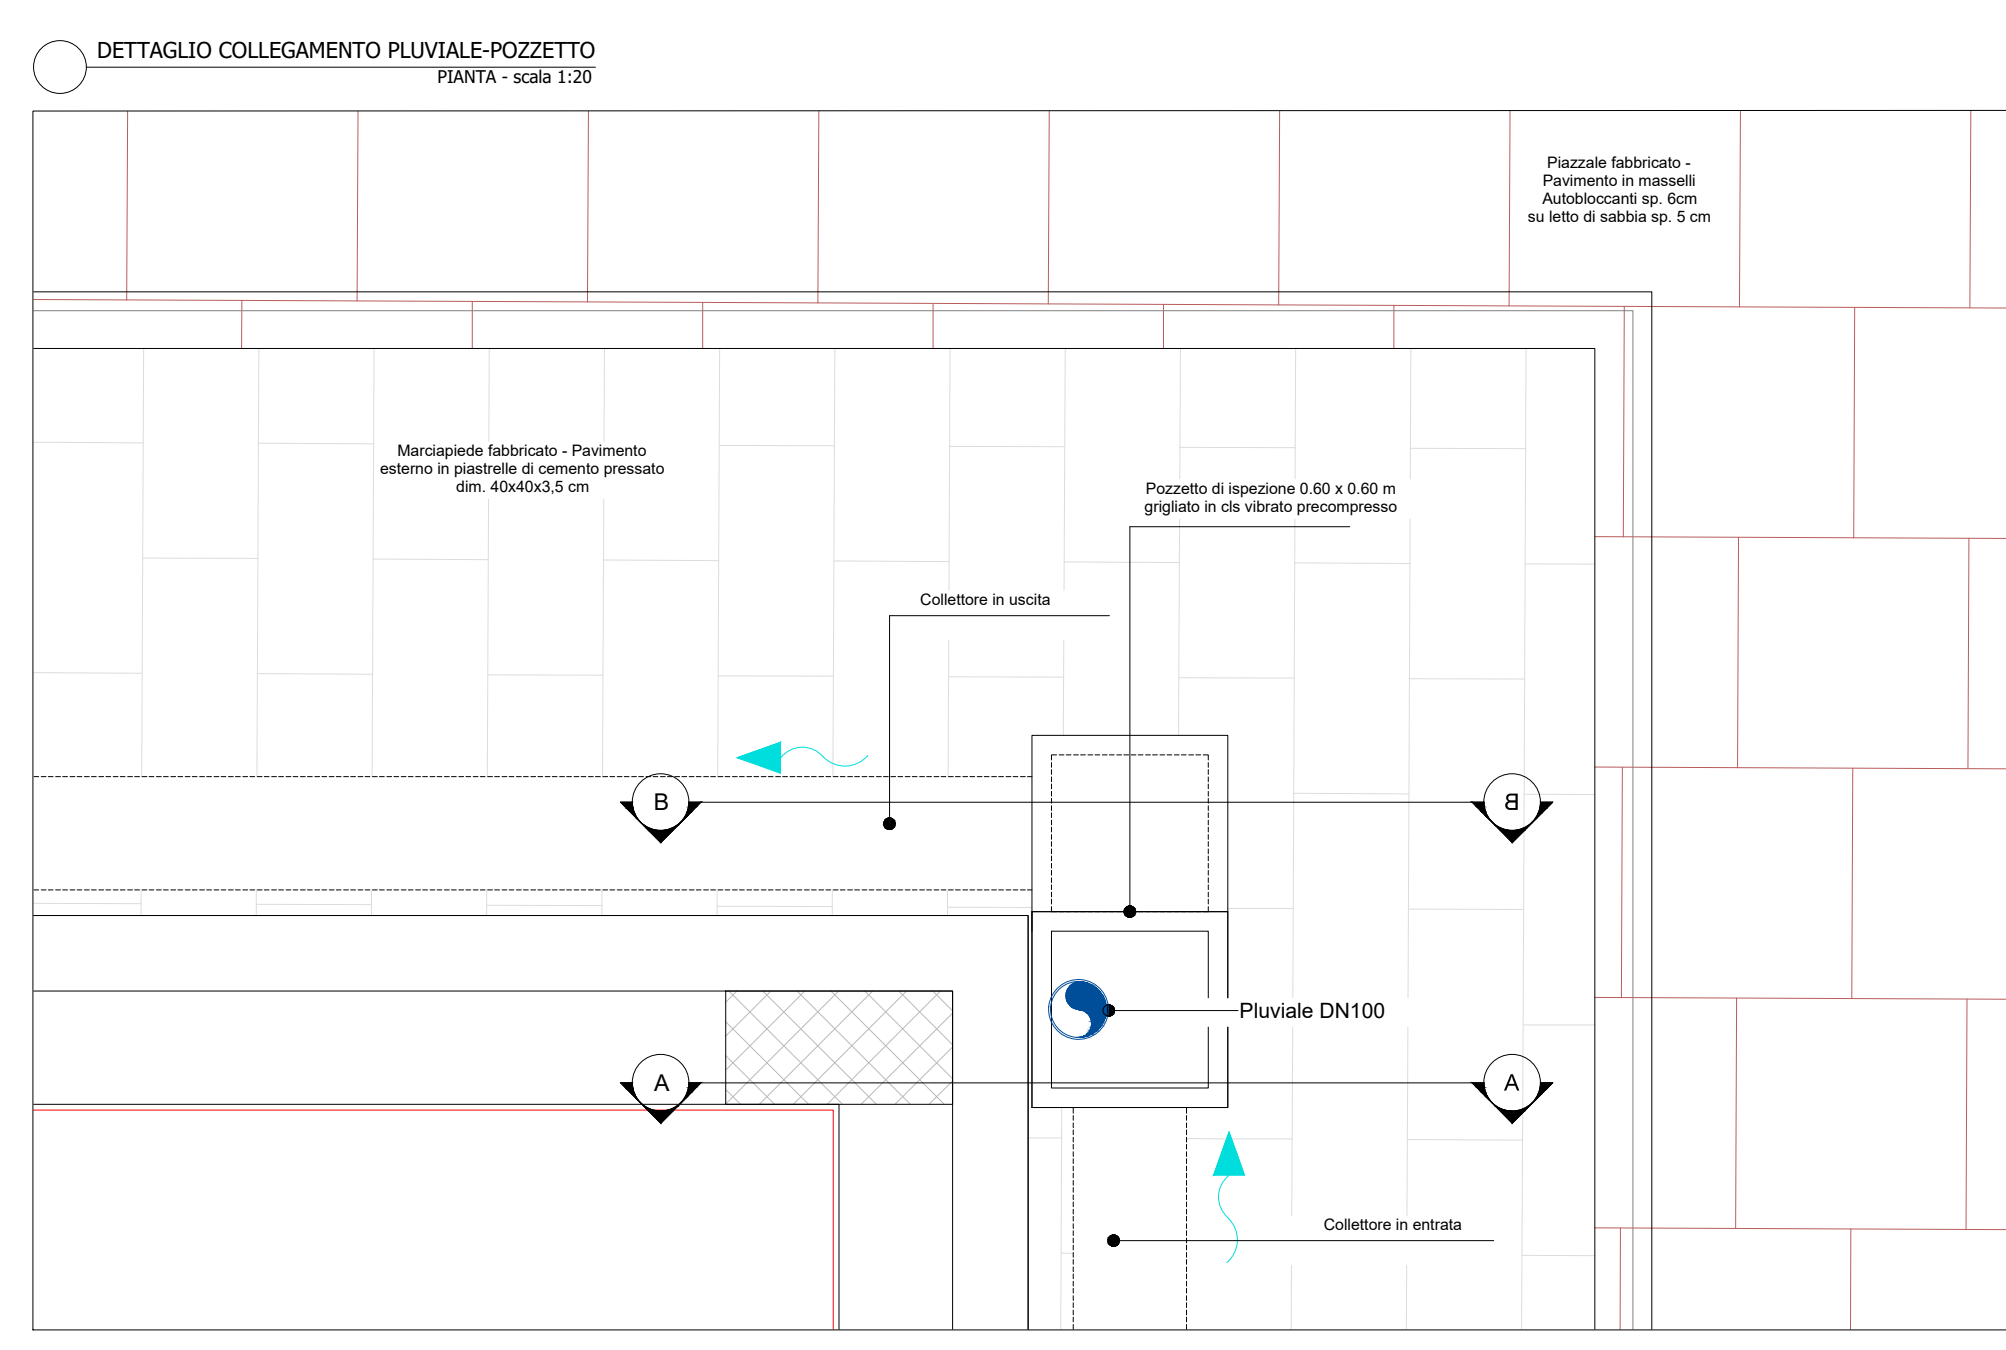 DETTAGLIO COLLEGAMENTO PLUVIALE-POZZETTO
PIANTA - scala 1:20
Piazzale fabbricato -
Pavimento in masselli
Autobloccanti sp. 6cm
su letto di sabbia sp. 5 cm
Marciapiede fabbricato - Pavimento
esterno in piastrelle di cemento pressato
dim. 40x40x3,5 cm
Pozzetto di ispezione 0.60 x 0.60 m
grigliato in cls vibrato precompresso
Collettore in uscita
B
B
Pluviale DN100
A
A
Collettore in entrata